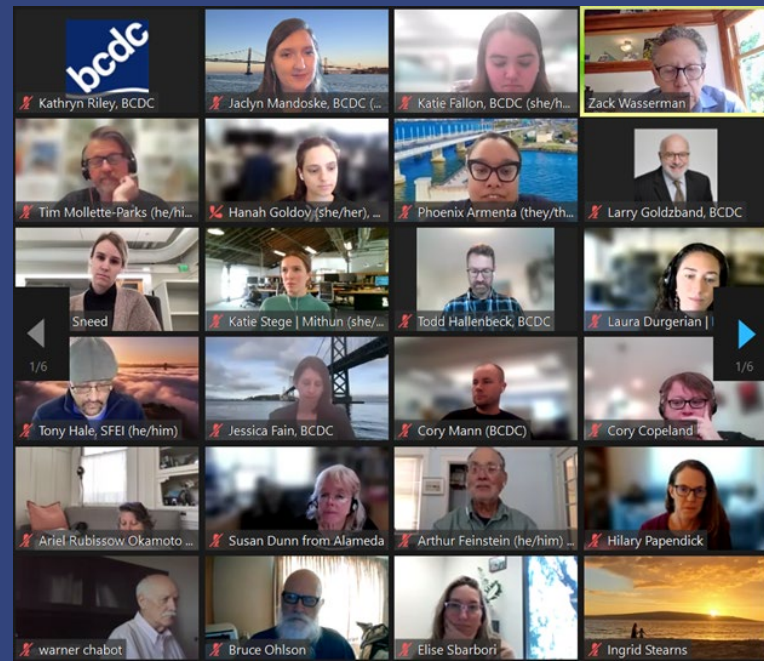 bcdc
Kathryn Riley, BCDC
Jaclyn Mandoske, BCDC (...
Katie Fallon, BCDC (she/h...
Zack Wasserman
Tim Mollette-Parks (he/hi...
Hanah Goldov (she/her), ...
Phoenix Armenta (they/th...
Larry Goldzband, BCDC
Sneed
Katie Stege | Mithun (she/...
Todd Hallenbeck, BCDC
Laura Durgerian |
1/6
1/6
Tony Hale, SFEI (he/him)
Jessica Fain, BCDC
Cory Mann (BCDC)
Cory Copeland
Ariel Rubissow Okamoto ...
Susan Dunn from Alameda
Arthur Feinstein (he/him) ...
Hilary Papendick
warner chabot
Bruce Ohlson
Elise Sbarbori
Ingrid Stearns